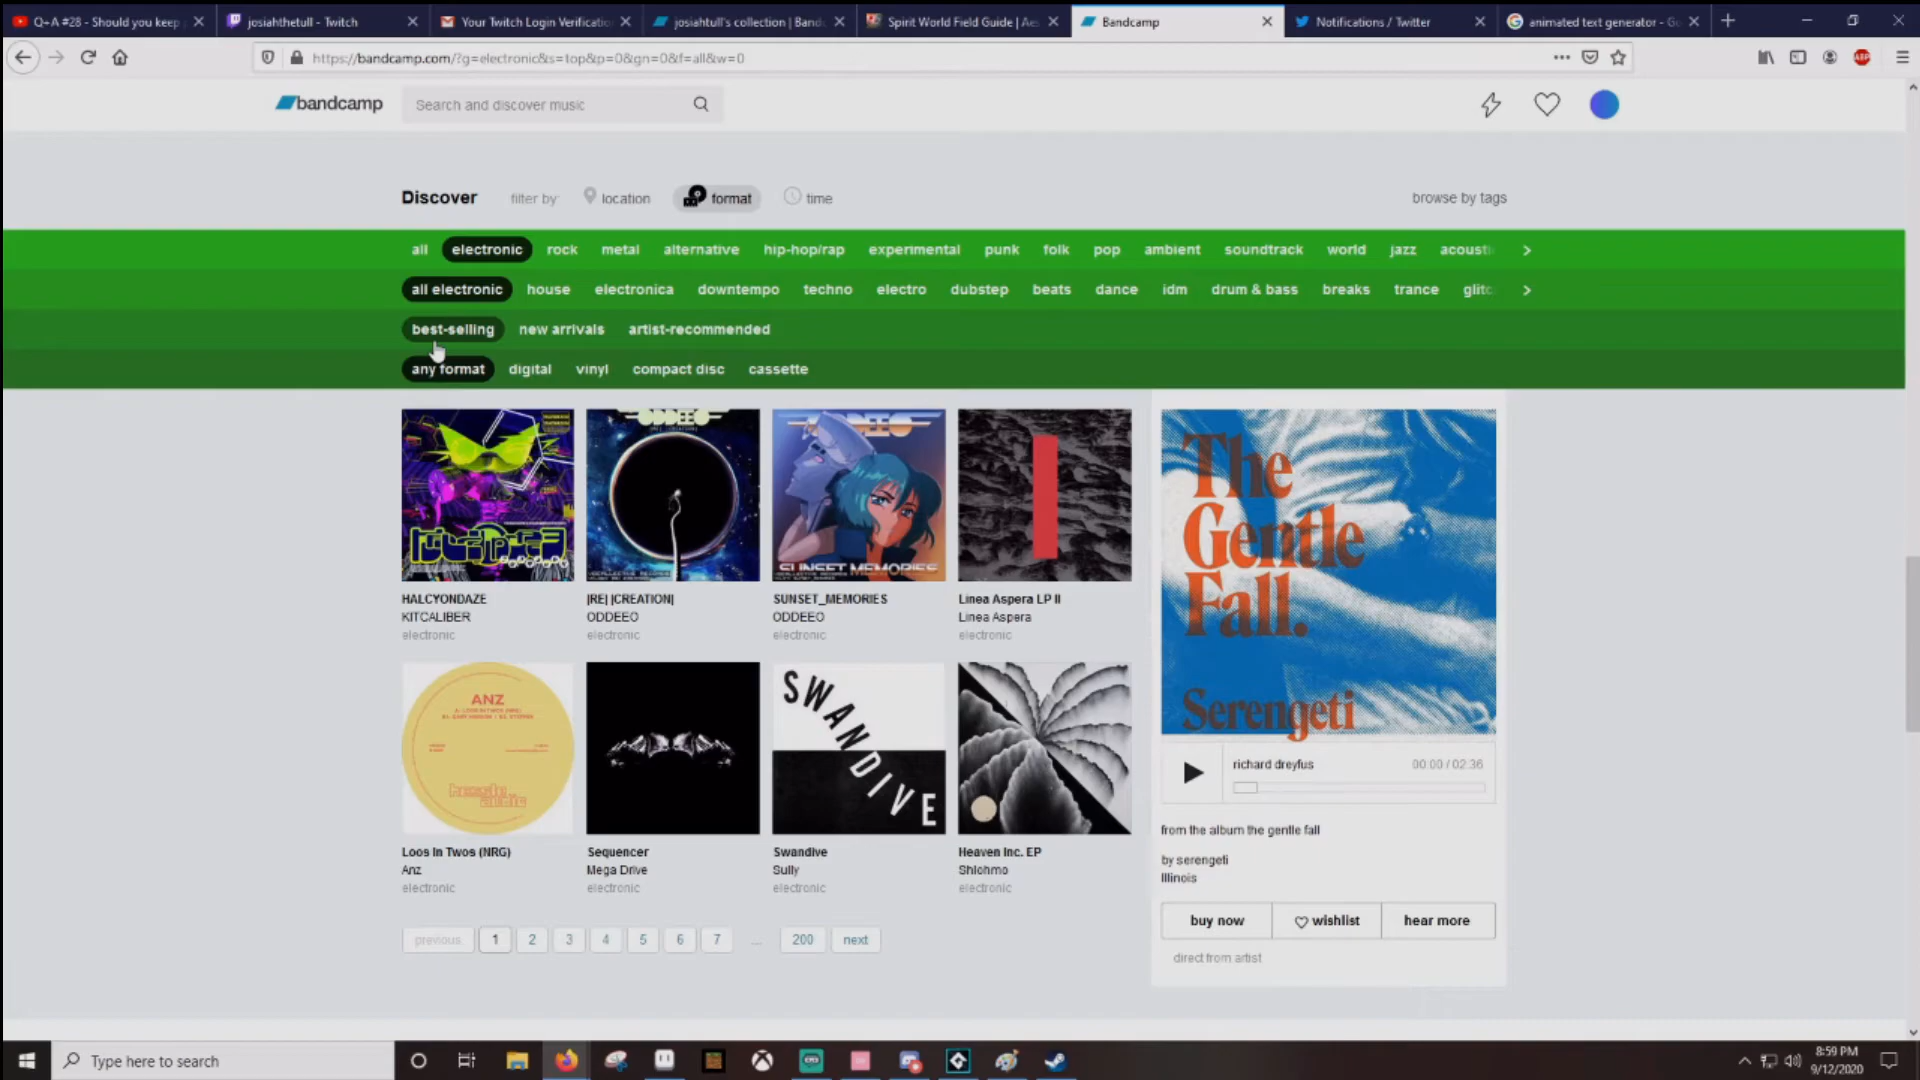 Q+A #28 - Should you keep
josiahthetull - Twitch
Your Twitch Login Verificatio
josiahtull's collection | Band
Spirit World Field Guide | Aes
Bandcamp
Notifications / Twitter
animated text generator - Go
https://bandcamp.com/?g=electronic&s=top&p=0&gn=0&f=all&w=0
bandcamp
Search and discover music
Discover
filter by
location
format
time
browse by tags
all electronic rock metal alternative hip-hop/rap experimental punk folk pop ambient soundtrack world jazz acousti
all electronic house electronica downtempo techno electro dubstep beats dance idm drum & bass breaks trance glitc
best-selling new arrivals artist-recommended
any format digital vinyl compact disc cassette
ODDEEO
SUNSET MEMORIES
The
Gentle
Fall.
Serengeti
HALCYONDAZE
KITCALIBER
electronic
|RE| |CREATION|
ODDEEO
electronic
SUNSET_MEMORIES
ODDEEO
electronic
Linea Aspera LP II
Linea Aspera
electronic
ANZ
SWANDIVE
Loos In Twos (NRG)
Anz
electronic
Sequencer
Mega Drive
electronic
Swandive
Sully
electronic
Heaven Inc. EP
Shlohmo
electronic
richard dreyfus
00:00 / 02:36
from the album the gentle fall
by serengeti
Illinois
buy now
wishlist
hear more
direct from artist
previous 1 2 3 4 5 6 7 ... 200 next
Type here to search
8:59 PM
9/12/2020